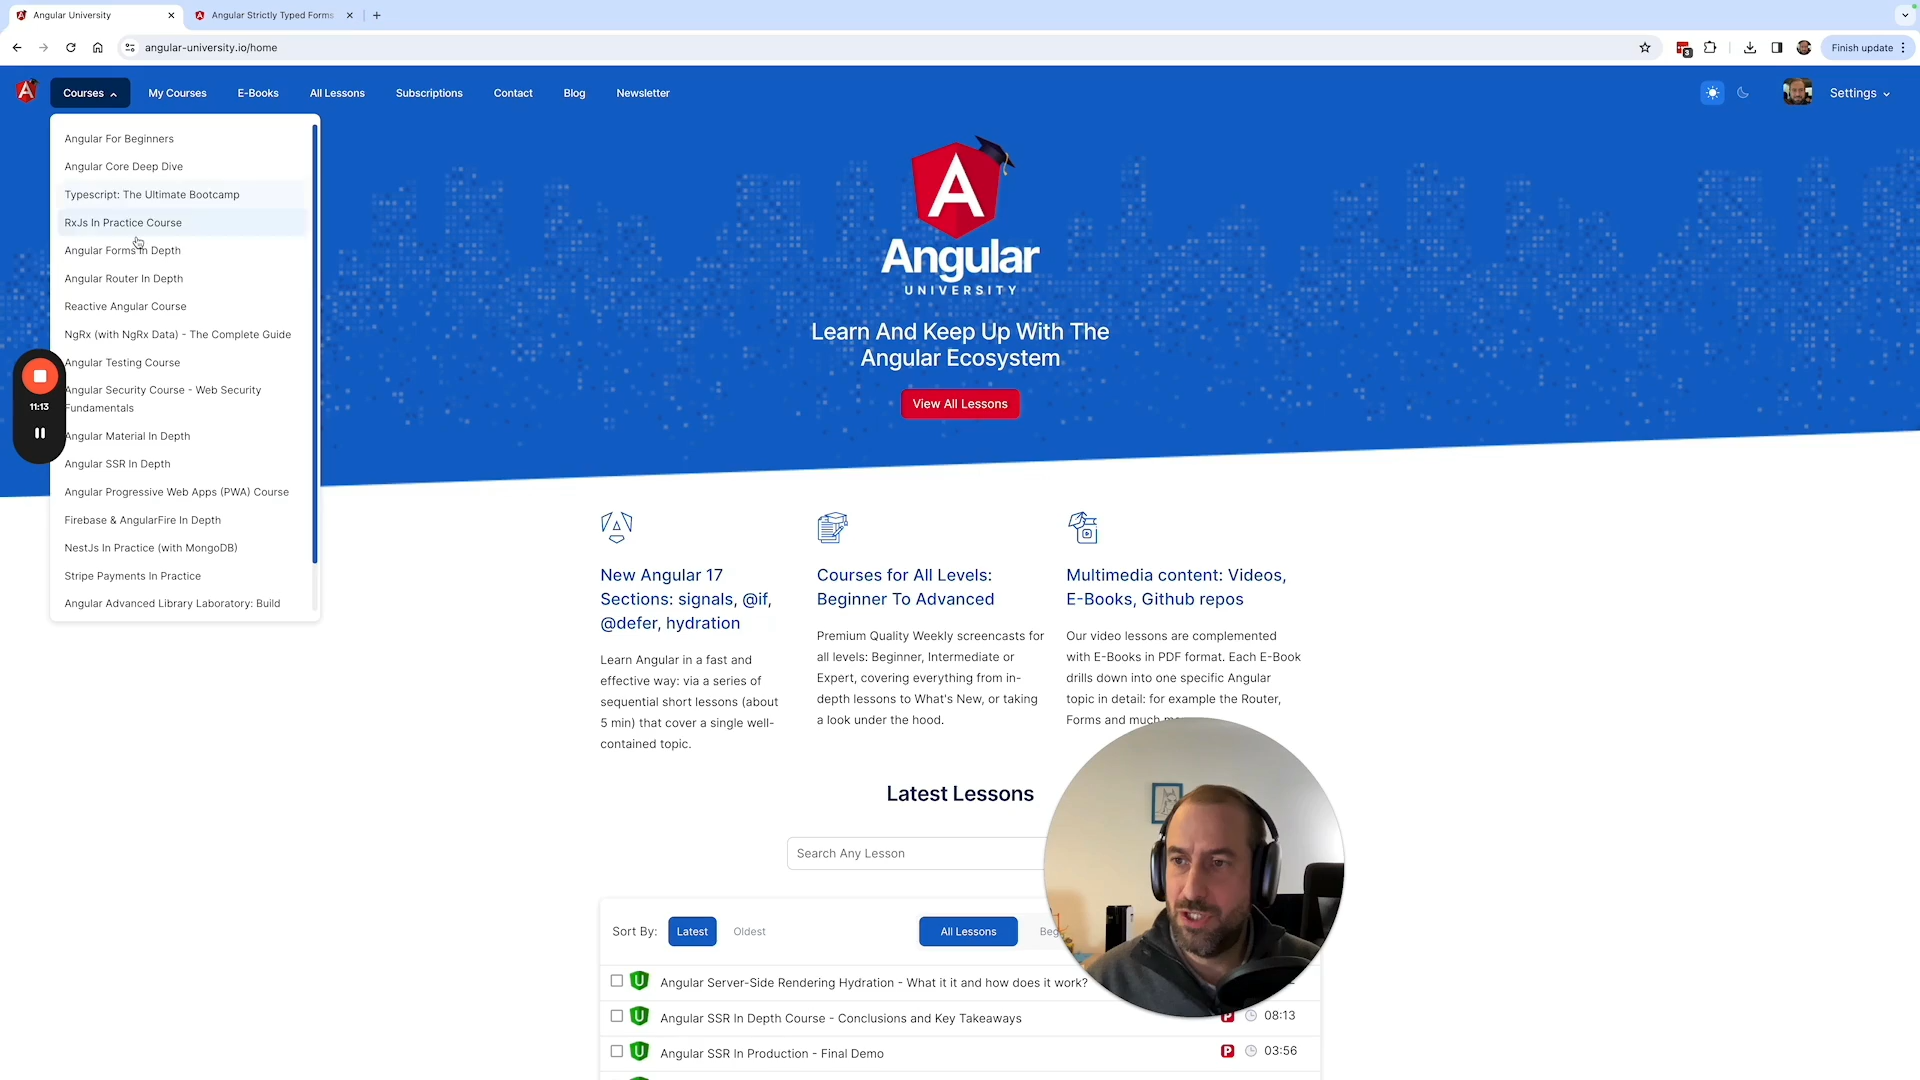 Angular University
Angular Strictly Typed Forms
angular-university.io/home
3
Finish update
Courses
My Courses
E-Books
All Lessons
Subscriptions
Contact
Blog
Newsletter
Settings
Angular For Beginners
Angular Core Deep Dive
Typescript: The Ultimate Bootcamp
RxJs In Practice Course
Angular Forms In Depth
Angular Router In Depth
Reactive Angular Course
NgRx (with NgRx Data) - The Complete Guide
Angular Testing Course
Angular Security Course - Web Security
Fundamentals
Angular Material In Depth
Angular SSR In Depth
Angular Progressive Web Apps (PWA) Course
Firebase & AngularFire In Depth
NestJs In Practice (with MongoDB)
Stripe Payments In Practice
Angular Advanced Library Laboratory: Build
11:13
A
Angular
UNIVERSITY
Learn And Keep Up With The
Angular Ecosystem
View All Lessons
New Angular 17
Sections: signals, @if,
@defer, hydration
Learn Angular in a fast and
effective way: via a series of
sequential short lessons (about
5 min) that cover a single well-
contained topic.
Courses for All Levels:
Beginner To Advanced
Premium Quality Weekly screencasts for
all levels: Beginner, Intermediate or
Expert, covering everything from in-
depth lessons to What's New, or taking
a look under the hood.
Multimedia content: Videos,
E-Books, Github repos
Our video lessons are complemented
with E-Books in PDF format. Each E-Book
drills down into one specific Angular
topic in detail: for example the Router,
Forms and much
Latest Lessons
Search Any Lesson
Sort By:
Latest
Oldest
All Lessons
Beg
U Angular Server-Side Rendering Hydration - What it it and how does it work?
U Angular SSR In Depth Course - Conclusions and Key Takeaways
P 08:13
U Angular SSR In Production - Final Demo
P 03:56